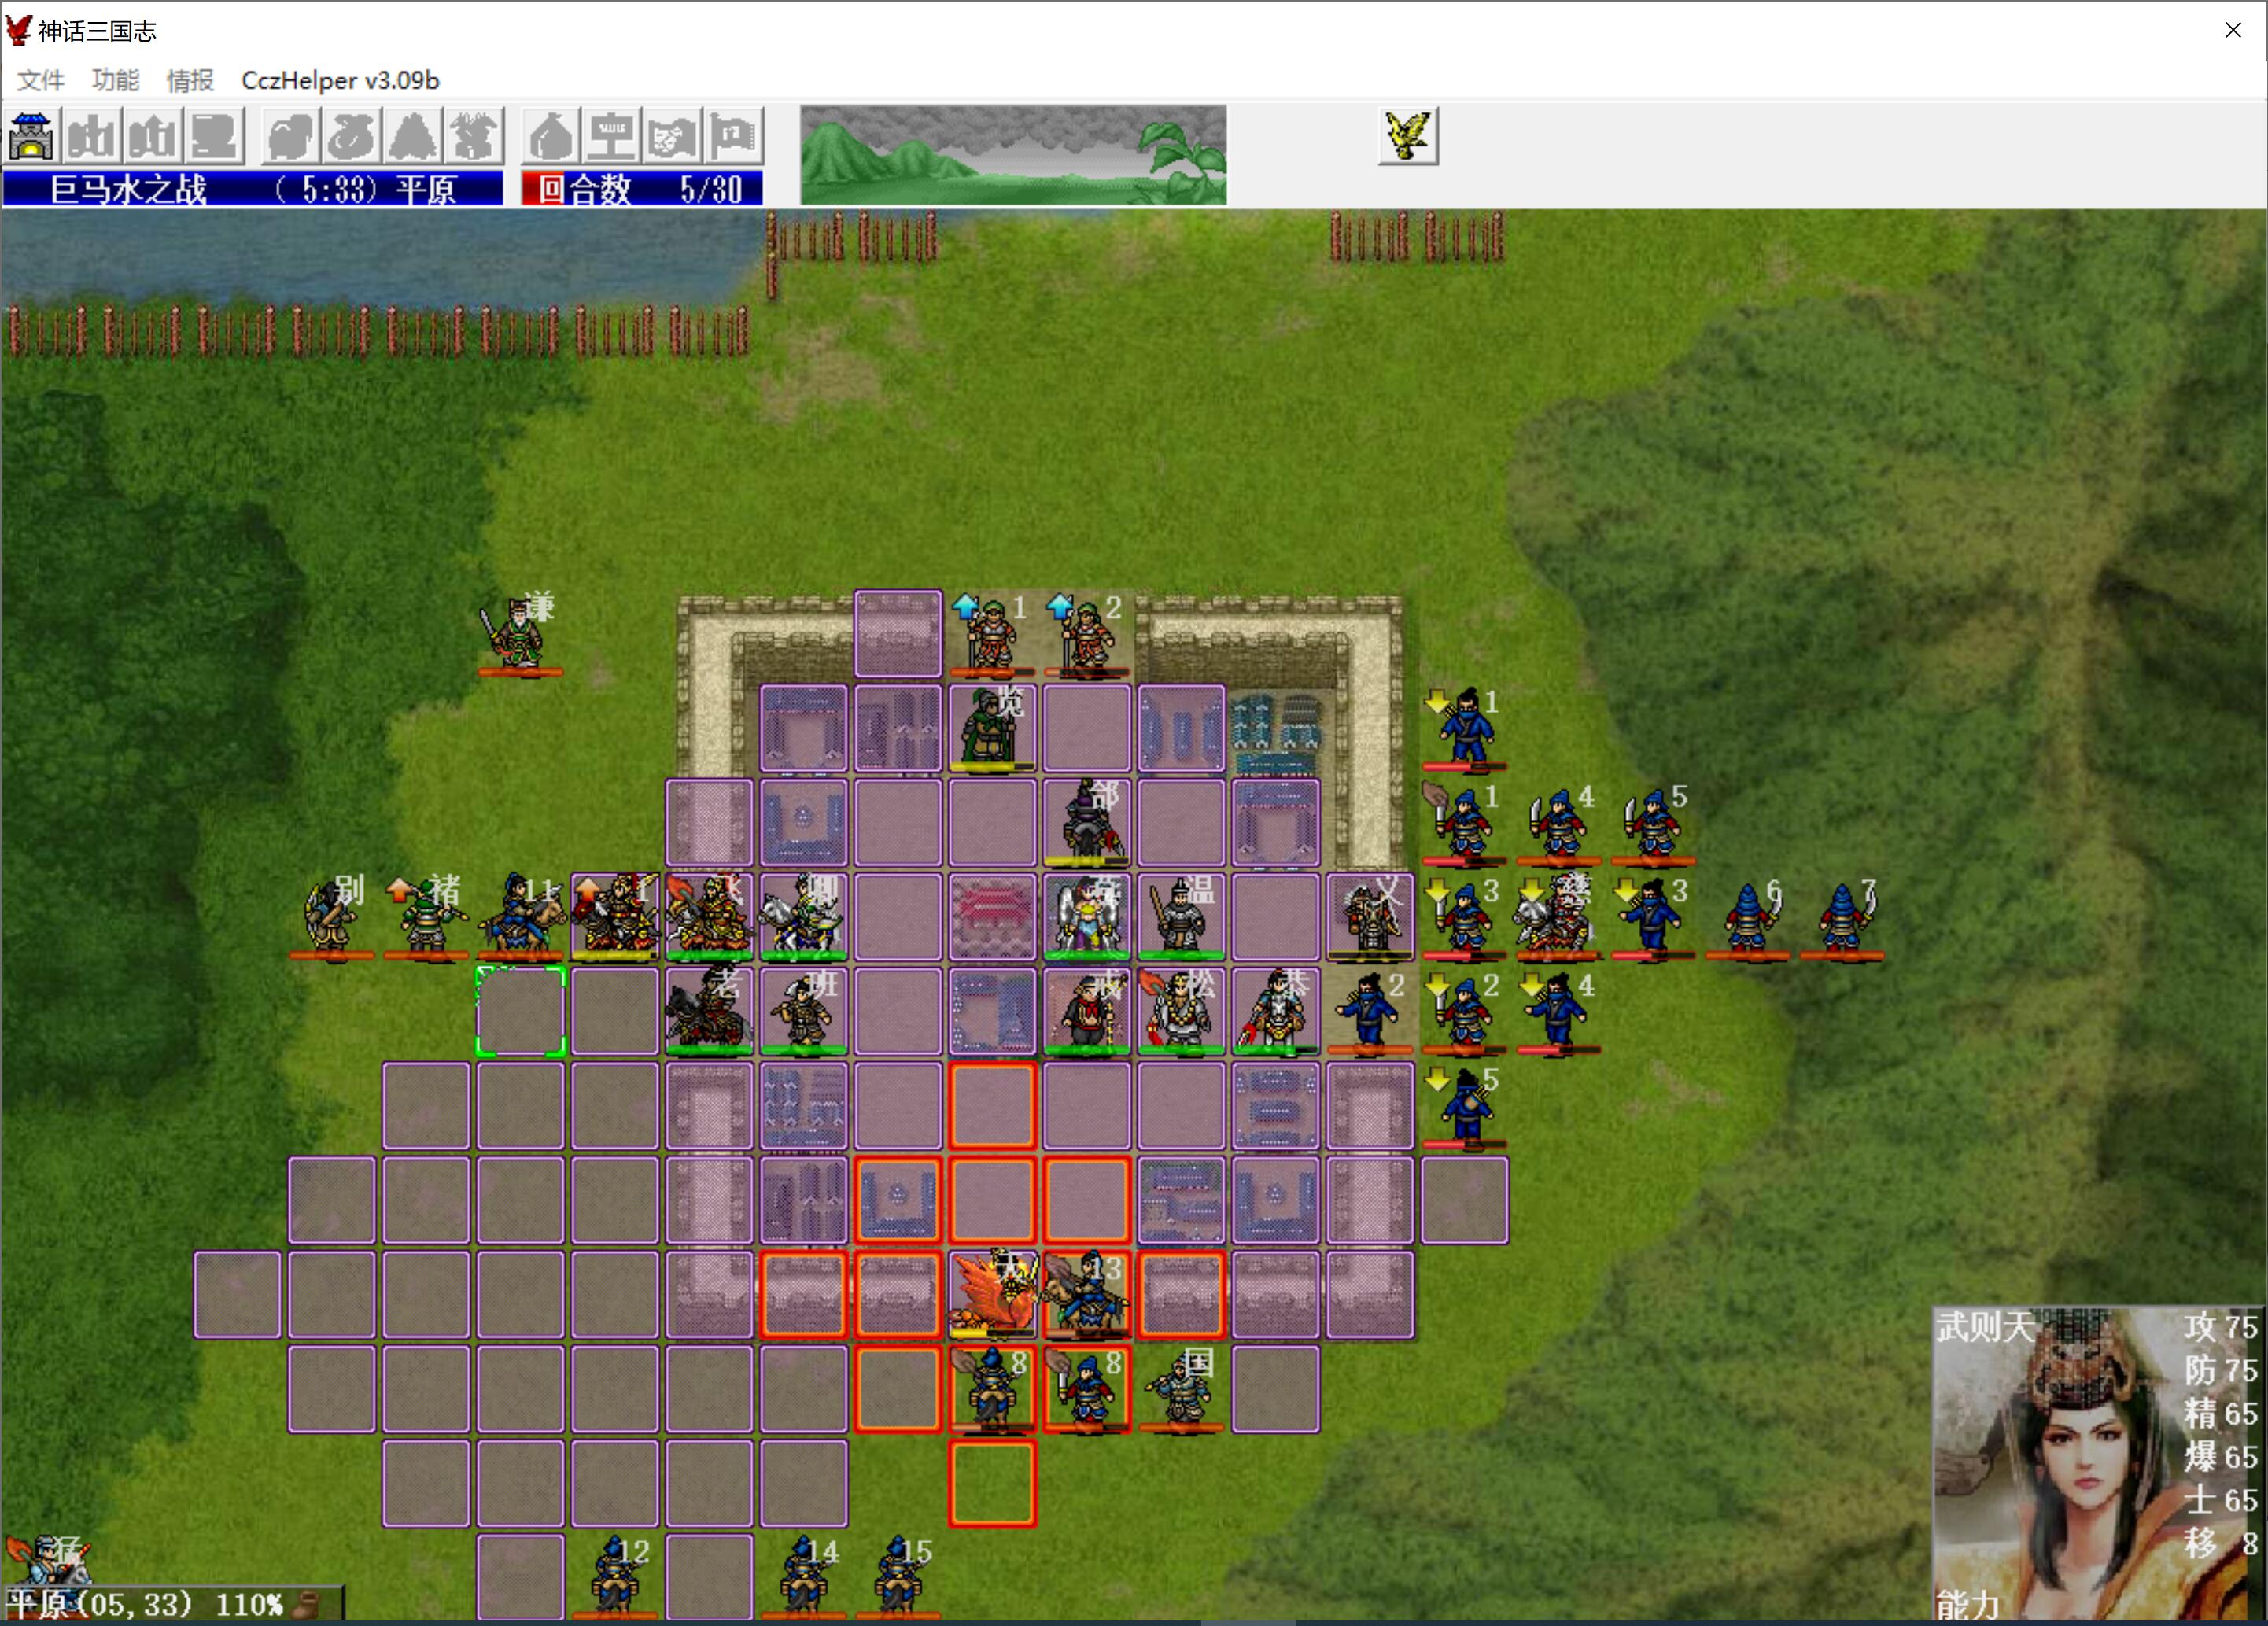 神话三国志
文件 功能 情报 CczHelper v3.09b
巨马水之战 ( 5:33) 平原 回合数 5/30
谦 1 2
览 1
部 1 4 5
别 褚 11 1 飞 温 义 3 3 6 7
老 班 戒 松 恭 2 2 4
5
13
8 8 国
猛 12 14 15
武则天
攻 75
防 75
精 65
爆 65
士 65
移 8
能力
平原(05,33) 110%